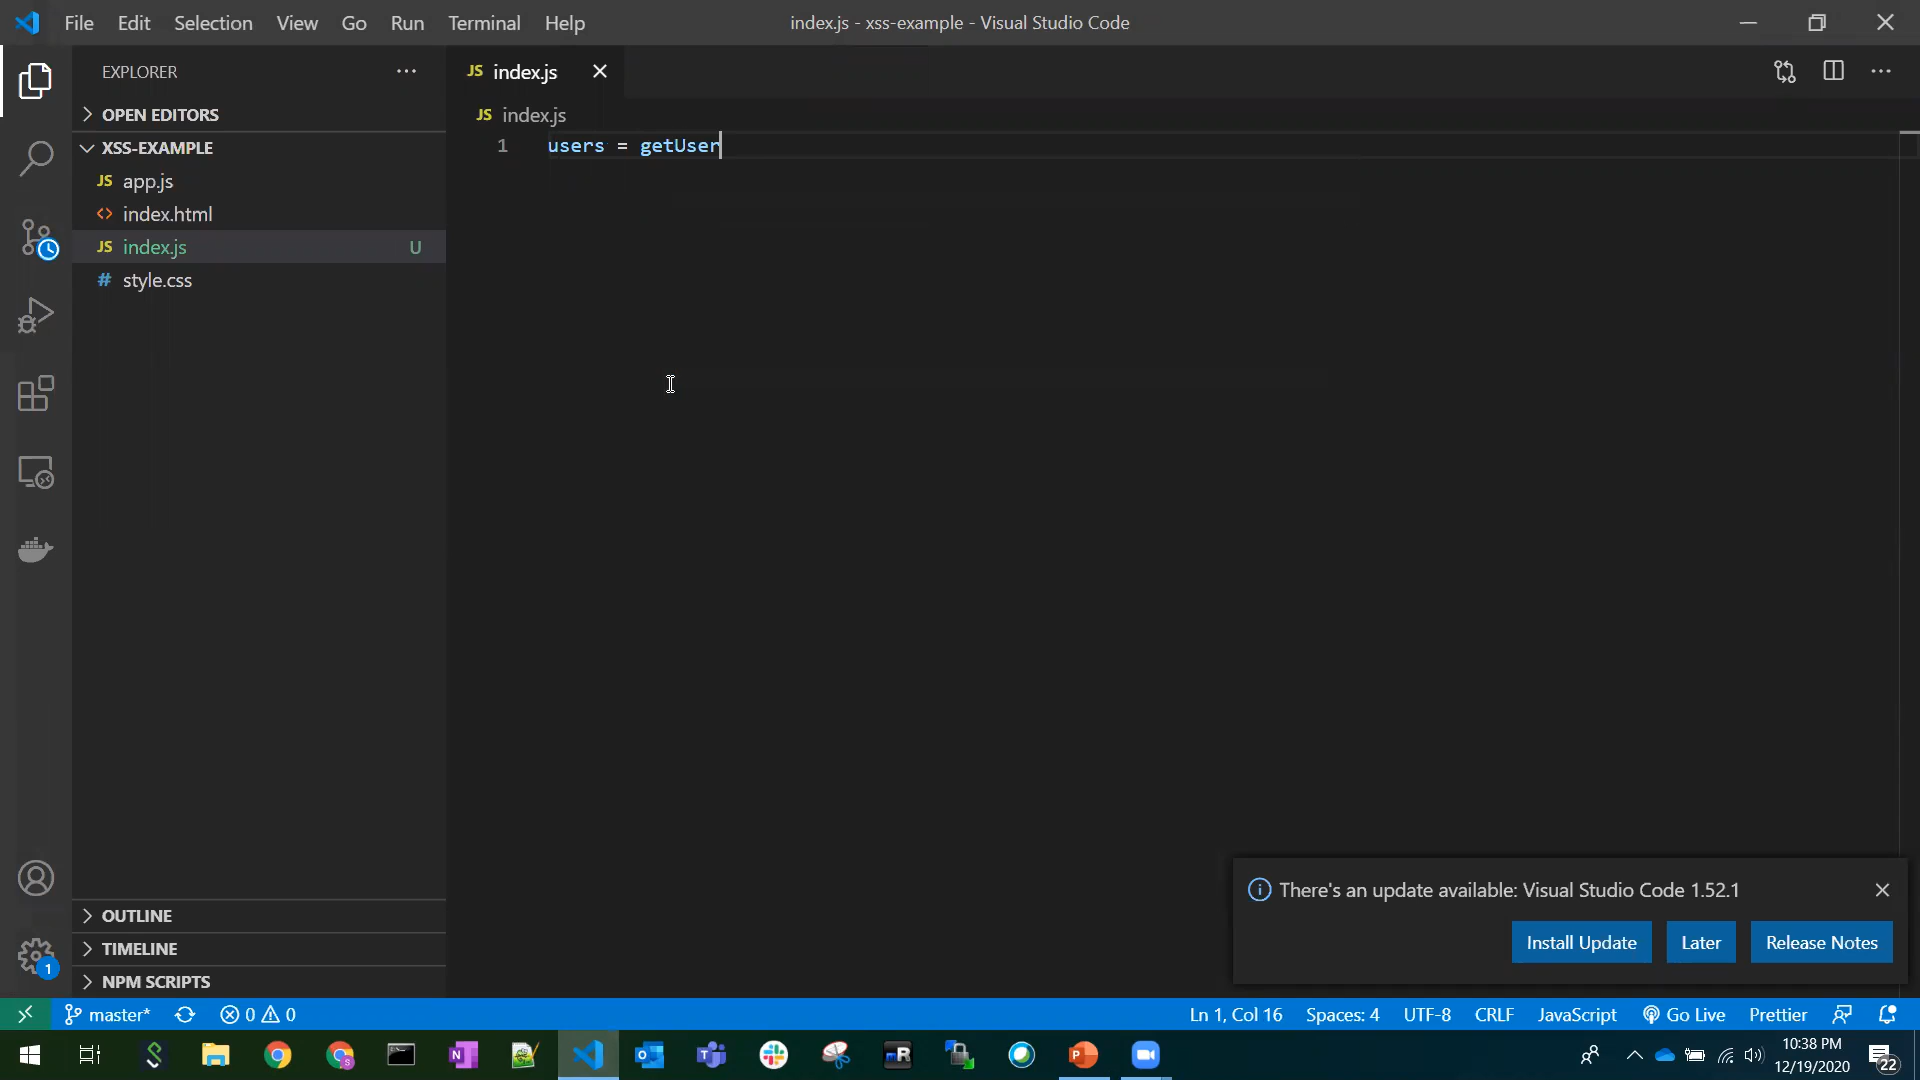 File Edit Selection View Go Run Terminal Help
index.js - xss-example - Visual Studio Code
EXPLORER
JS index.js
OPEN EDITORS
JS index.js
XSS-EXAMPLE
1 users = getUser
JS app.js
<> index.html
JS index.js U
# style.css
There's an update available: Visual Studio Code 1.52.1
Install Update Later Release Notes
OUTLINE
TIMELINE
1
NPM SCRIPTS
master* 0 0 Ln 1, Col 16 Spaces: 4 UTF-8 CRLF JavaScript Go Live Prettier
10:38 PM
12/19/2020
22